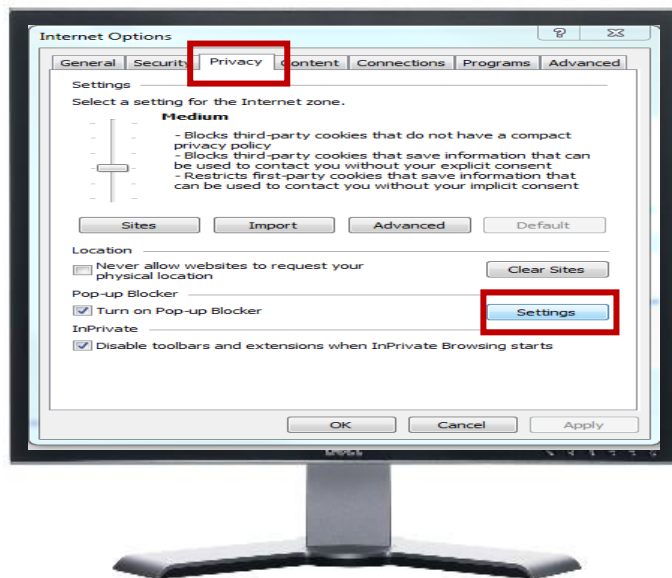 Internet Options
General Security Privacy Content Connections Programs Advanced
Settings
Select a setting for the Internet zone.
Medium
- Blocks third-party cookies that do not have a compact
privacy policy
- Blocks third-party cookies that save information that can
be used to contact you without your explicit consent
- Restricts first-party cookies that save information that
can be used to contact you without your implicit consent
Sites Import Advanced Default
Location
Never allow websites to request your
physical location
Clear Sites
Pop-up Blocker
Turn on Pop-up Blocker
Settings
InPrivate
Disable toolbars and extensions when InPrivate Browsing starts
OK Cancel Apply
DELL